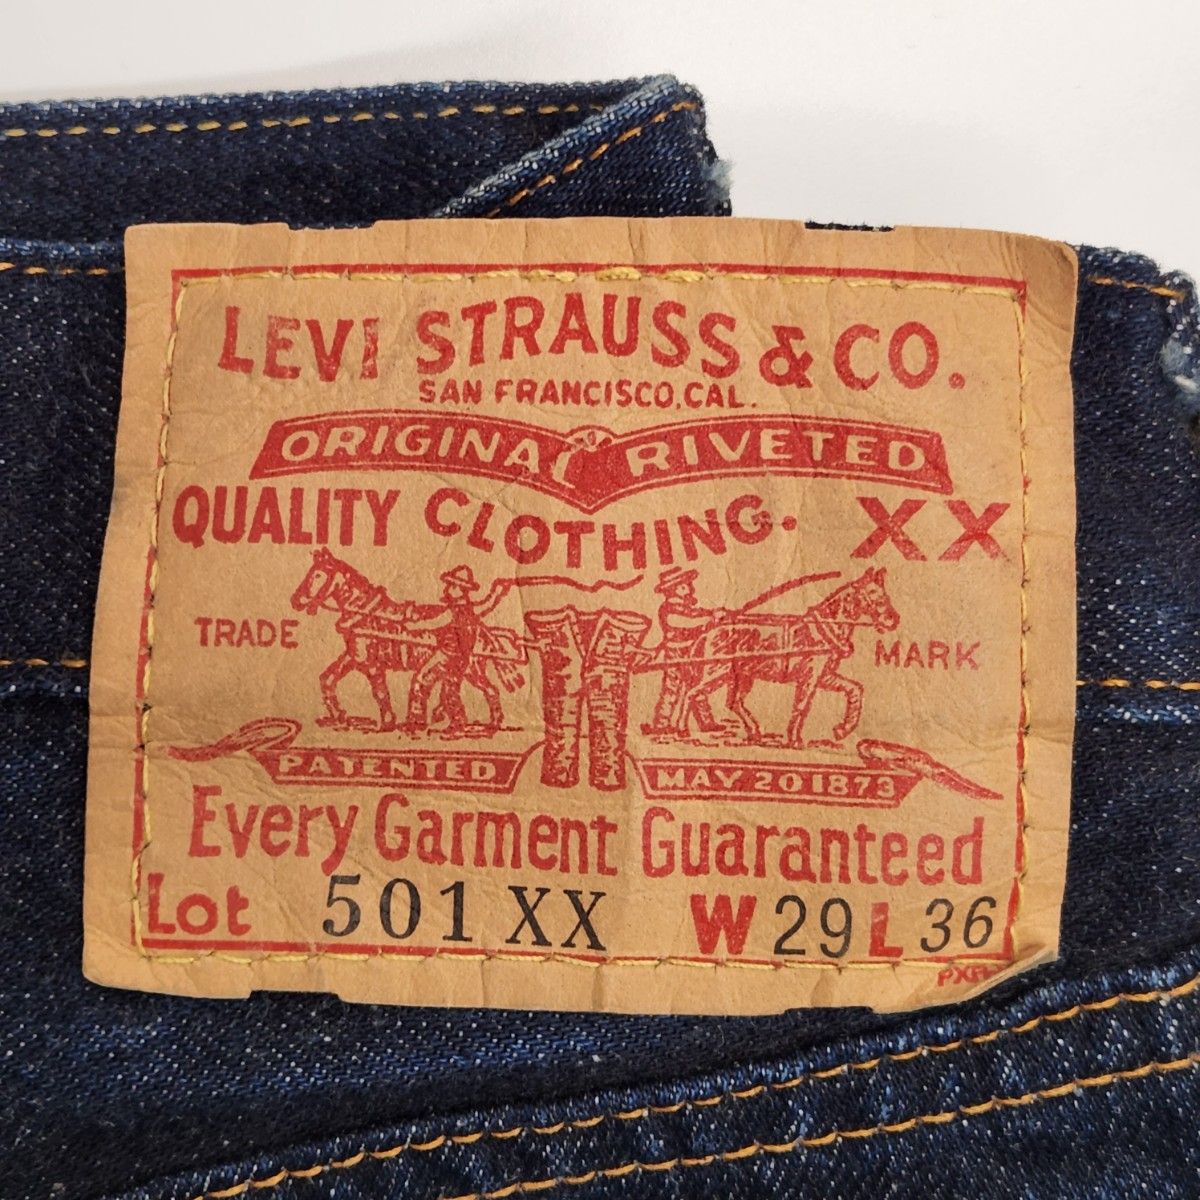 LEVI STRAUSS & CO.
SAN FRANCISCO, CAL.
ORIGINAL RIVETED
QUALITY CLOTHING. XX
TRADE MARK
PATENTED MAY 20 1873
Every Garment Guaranteed
Lot 501 XX W 29 L 36